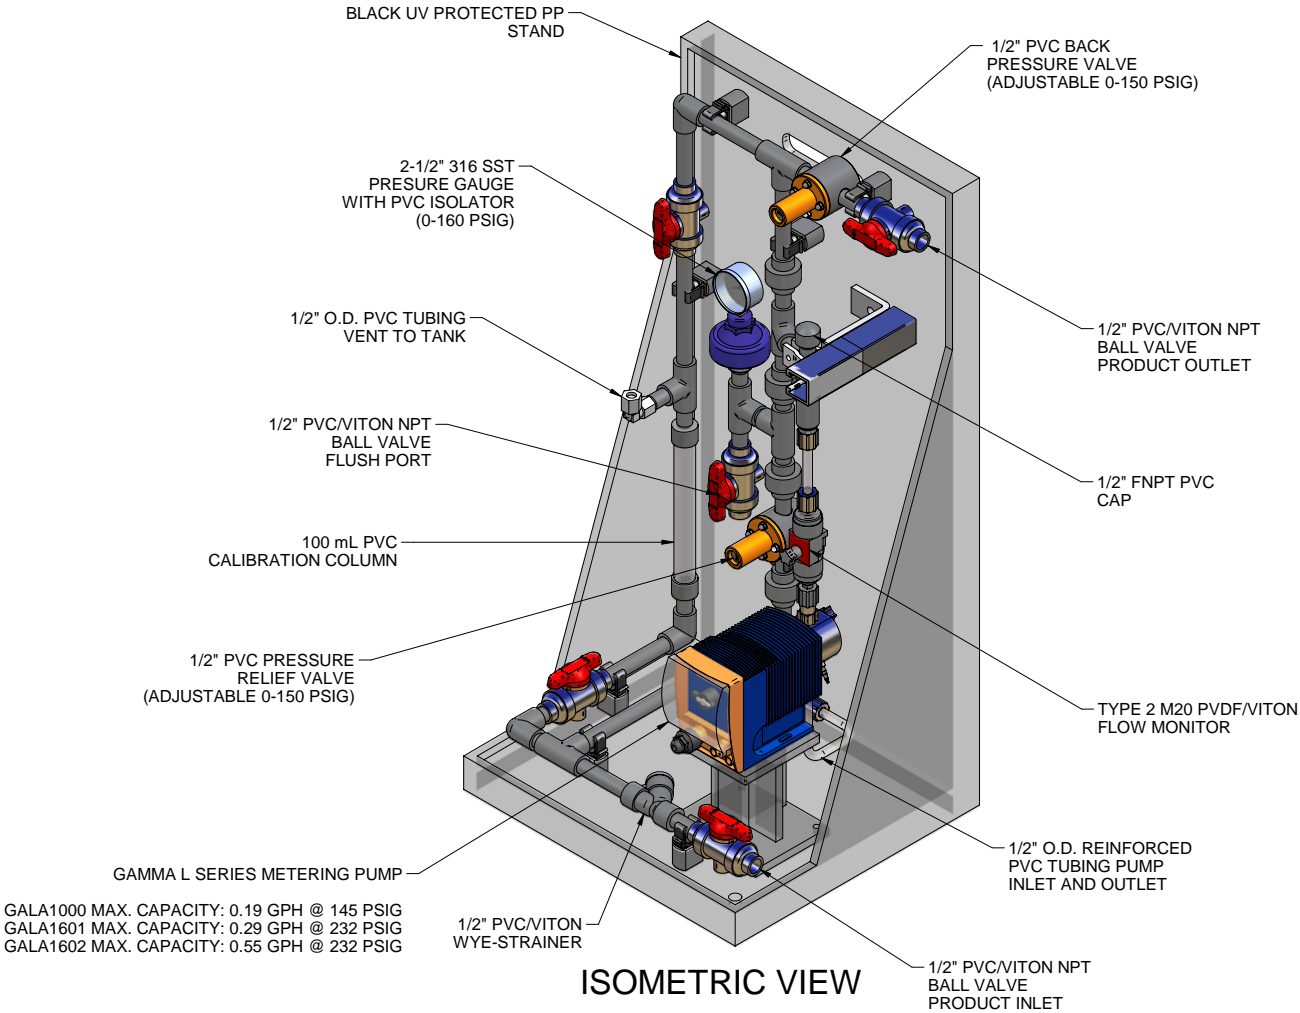 BLACK UV PROTECTED PP
STAND
1/2" PVC BACK
PRESSURE VALVE
(ADJUSTABLE 0-150 PSIG)
2-1/2" 316 SST
PRESURE GAUGE
WITH PVC ISOLATOR
(0-160 PSIG)
1/2" O.D. PVC TUBING
VENT TO TANK
1/2" PVC/VITON NPT
BALL VALVE
PRODUCT OUTLET
1/2" PVC/VITON NPT
BALL VALVE
FLUSH PORT
1/2" FNPT PVC
CAP
100 mL PVC
CALIBRATION COLUMN
1/2" PVC PRESSURE
RELIEF VALVE
(ADJUSTABLE 0-150 PSIG)
TYPE 2 M20 PVDF/VITON
FLOW MONITOR
1/2" O.D. REINFORCED
PVC TUBING PUMP
INLET AND OUTLET
GAMMA L SERIES METERING PUMP
GALA1000 MAX. CAPACITY: 0.19 GPH @ 145 PSIG
GALA1601 MAX. CAPACITY: 0.29 GPH @ 232 PSIG
GALA1602 MAX. CAPACITY: 0.55 GPH @ 232 PSIG
1/2" PVC/VITON
WYE-STRAINER
1/2" PVC/VITON NPT
BALL VALVE
PRODUCT INLET
ISOMETRIC VIEW